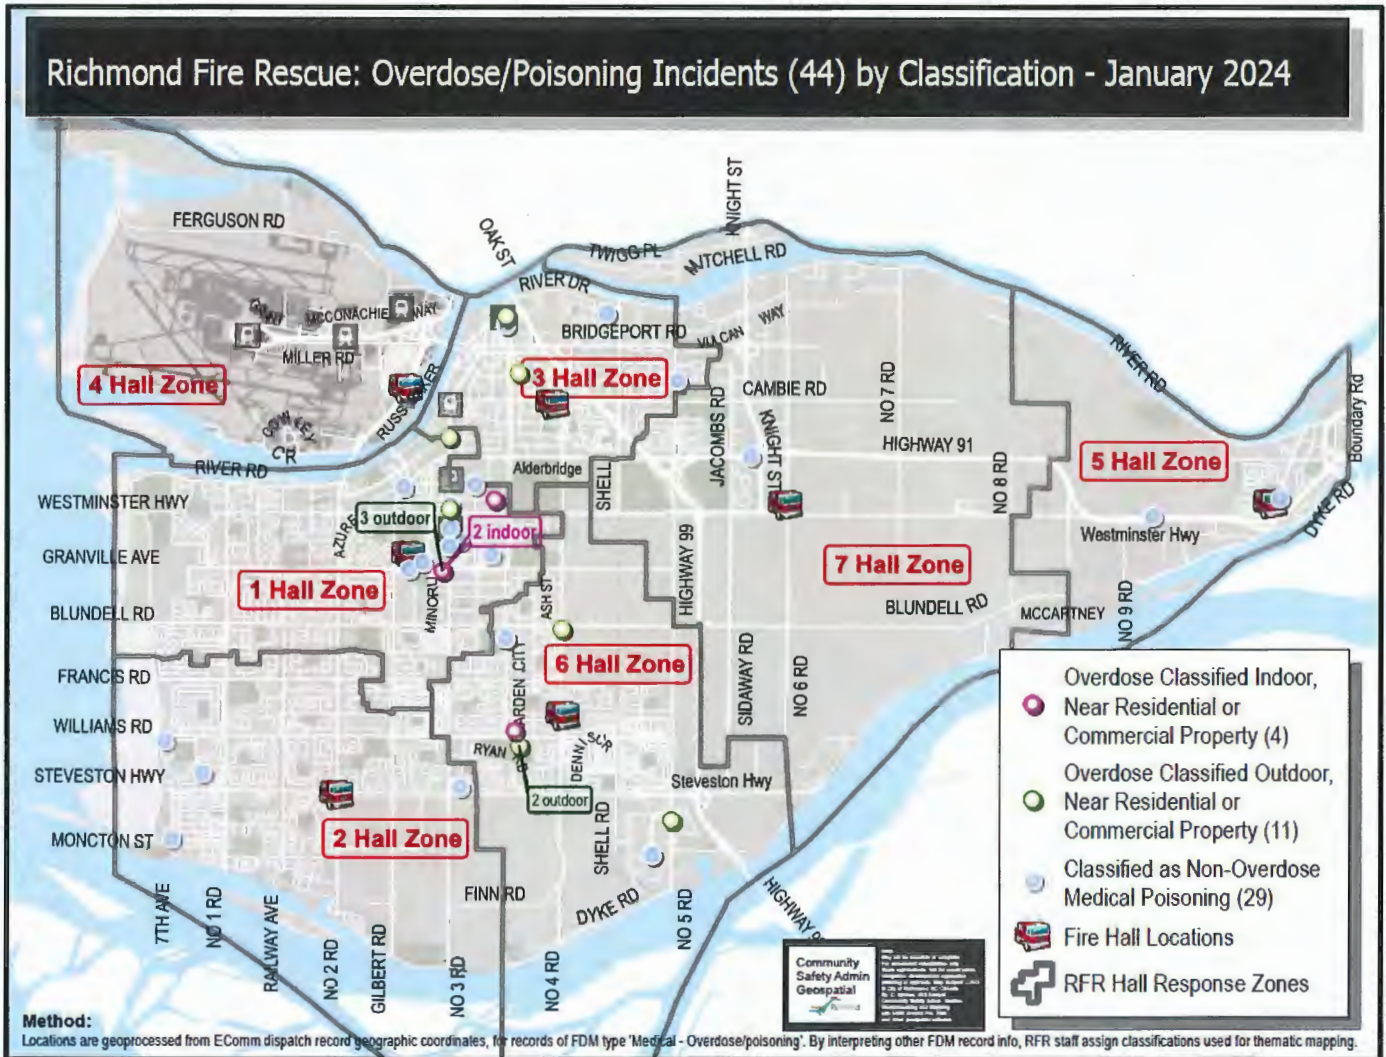 Richmond Fire Rescue: Overdose/Poisoning Incidents (44) by Classification - January 2024
KNIGHT ST
FERGUSON RD
OAK ST
TWIGG PL
MITCHELL RD
RIVER DR
MCCONACHIE WAY
BRIDGEPORT RD
VULCAN WAY
MILLER RD
RIVER RD
4 Hall Zone
3 Hall Zone
CAMBIE RD
NO 7 RD
Boundary Rd
JACOBMBS RD
KNIGHT ST
COWLEY CR
HIGHWAY 91
5 Hall Zone
RIVER RD
Alderbridge
SHELL
NO 8 RD
WESTMINSTER HWY
3 outdoor
2 indoor
AZURE
DYKE RD
Westminster Hwy
GRANVILLE AVE
HIGHWAY 99
7 Hall Zone
1 Hall Zone
MINORU
ASH ST
BLUNDELL RD
BLUNDELL RD
MCCARTNEY
NO 9 RD
6 Hall Zone
FRANCIS RD
SIDAWAY RD
NO 6 RD
WILLIAMS RD
RYAN RD
STEVESTON HWY
Steveston Hwy
2 outdoor
SHELL RD
2 Hall Zone
MONCTON ST
FINN RD
DYKE RD
7TH AVE
NO 1 RD
RAILWAY AVE
NO 2 RD
GILBERT RD
NO 3 RD
NO 4 RD
NO 5 RD
HIGHWAY
Overdose Classified Indoor,
Near Residential or
Commercial Property (4)
Overdose Classified Outdoor,
Near Residential or
Commercial Property (11)
Classified as Non-Overdose
Medical Poisoning (29)
Fire Hall Locations
RFR Hall Response Zones
Community
Safety Admin
Geospatial
Method:
Locations are geoprocessed from EComm dispatch record geographic coordinates, for records of FDM type 'Medical - Overdose/poisoning'. By interpreting other FDM record info, RFR staff assign classifications used for thematic mapping.